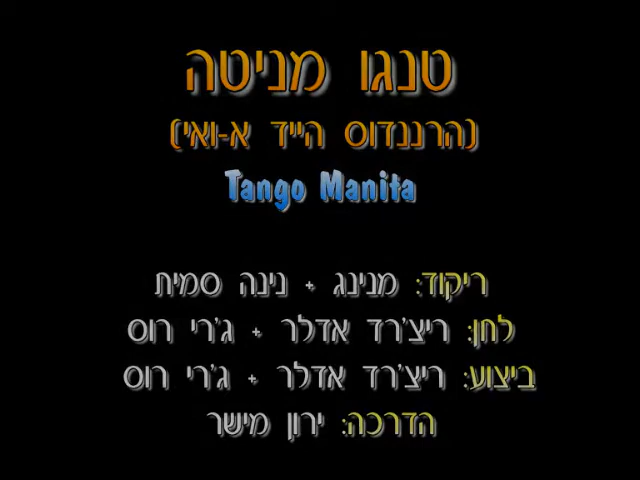 טנגו מניטה
(הרננדוס הייד א-ואי)
Tango Manita
ריקוד: מנינג + נינה סמית
לחן: ריצ'רד אדלר + ג'רי רוס
ביצוע: ריצ'רד אדלר + ג'רי רוס
הדרכה: ירון מישר